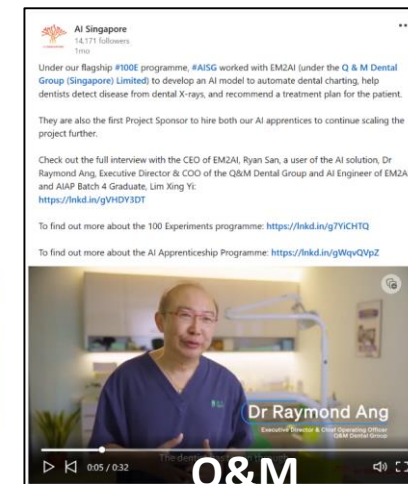 AI Singapore
14,171 followers
1mo
Under our flagship #100E programme, #AISG worked with EM2AI (under the Q & M Dental
Group (Singapore) Limited) to develop an AI model to automate dental charting, help
dentists detect disease from dental X-rays, and recommend a treatment plan for the patient.
They are also the first Project Sponsor to hire both our AI apprentices to continue scaling the
project further.
Check out the full interview with the CEO of EM2AI, Ryan San, a user of the AI solution, Dr
Raymond Ang, Executive Director & COO of the Q&M Dental Group and AI Engineer of EM2A
and AIAP Batch 4 Graduate, Lim Xing Yi:
https://lnkd.in/gVHDY3DT
To find out more about the 100 Experiments programme: https://lnkd.in/g7YiCHTQ
To find out more about the AI Apprenticeship Programme: https://lnkd.in/gWqvQVpZ
Dr Raymond Ang
Executive Director & Chief Operating Officer
Q&M Dental Group
0:05 / 0:32
Q&M